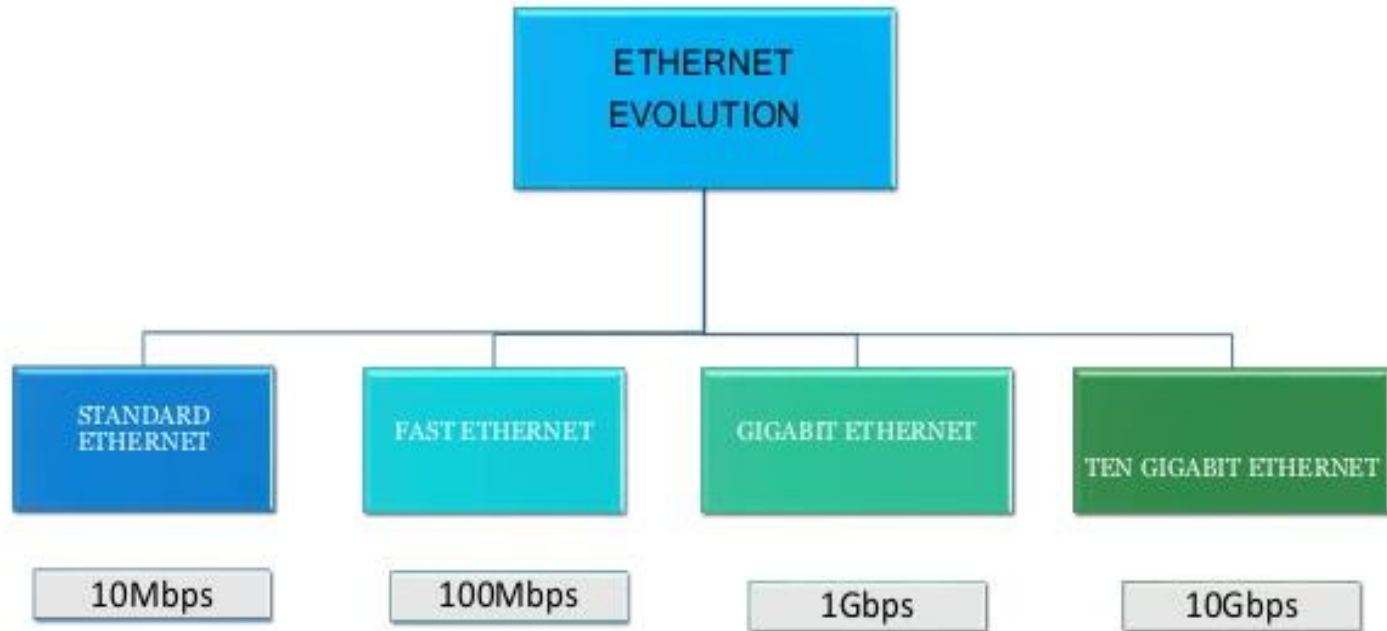 ETHERNET
EVOLUTION
STANDARD
ETHERNET
FAST ETHERNET
GIGABIT ETHERNET
TEN GIGABIT ETHERNET
10Mbps
100Mbps
1Gbps
10Gbps